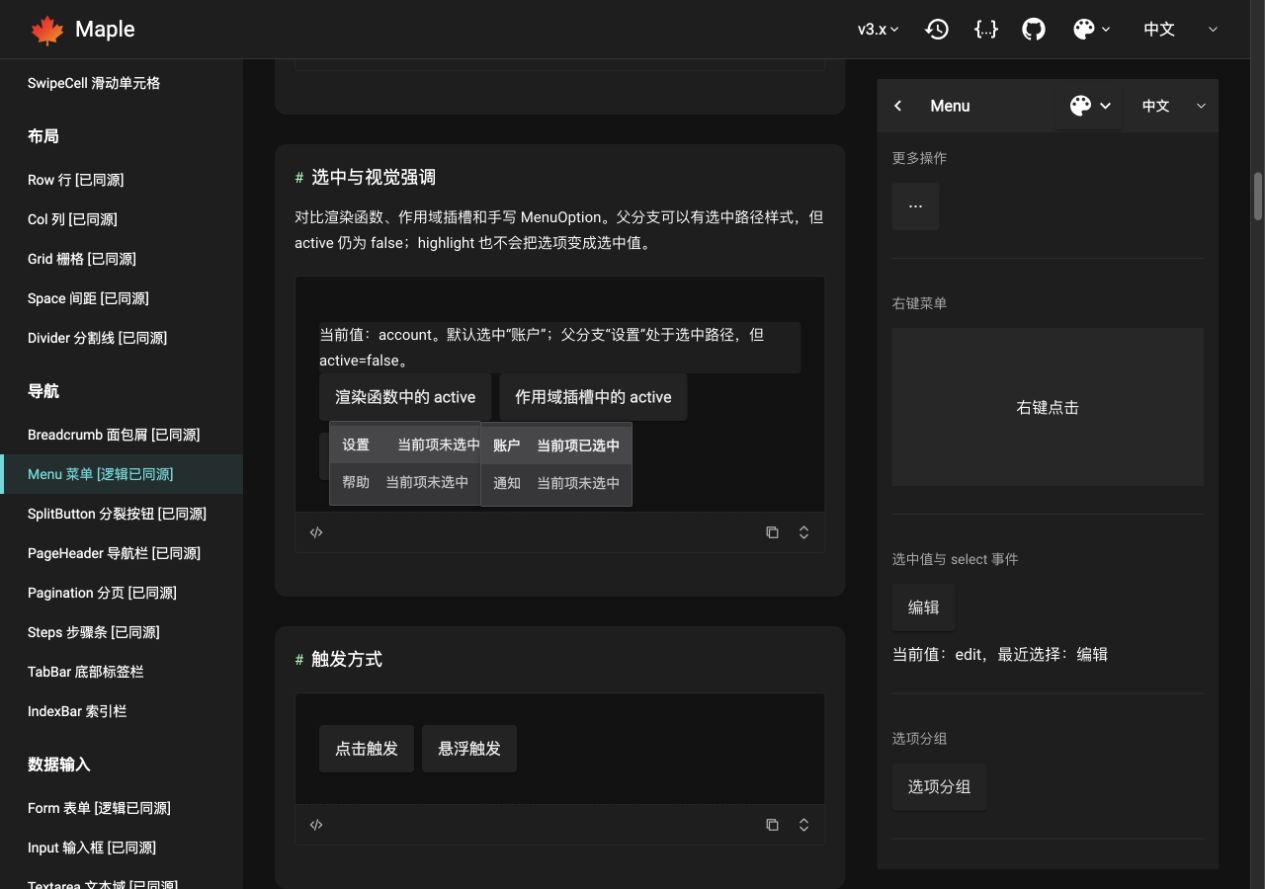 Maple
v3.x
{...}
中文
SwipeCell 滑动单元格
布局
Row 行 [已同源]
Col 列 [已同源]
Grid 栅格 [已同源]
Space 间距 [已同源]
Divider 分割线 [已同源]
导航
Breadcrumb 面包屑 [已同源]
Menu 菜单 [逻辑已同源]
SplitButton 分裂按钮 [已同源]
PageHeader 导航栏 [已同源]
Pagination 分页 [已同源]
Steps 步骤条 [已同源]
TabBar 底部标签栏
IndexBar 索引栏
数据输入
Form 表单 [逻辑已同源]
Input 输入框 [已同源]
Textarea 文本域 [已同源]
# 选中与视觉强调
对比渲染函数、作用域插槽和手写 MenuOption。父分支可以有选中路径样式，但
active 仍为 false；highlight 也不会把选项变成选中值。
当前值：account。默认选中“账户”；父分支“设置”处于选中路径，但
active=false。
渲染函数中的 active
作用域插槽中的 active
设置 当前项未选中
账户 当前项已选中
帮助 当前项未选中
通知 当前项未选中
</>
# 触发方式
点击触发
悬浮触发
</>
Menu
中文
更多操作
...
右键菜单
右键点击
选中值与 select 事件
编辑
当前值：edit，最近选择：编辑
选项分组
选项分组